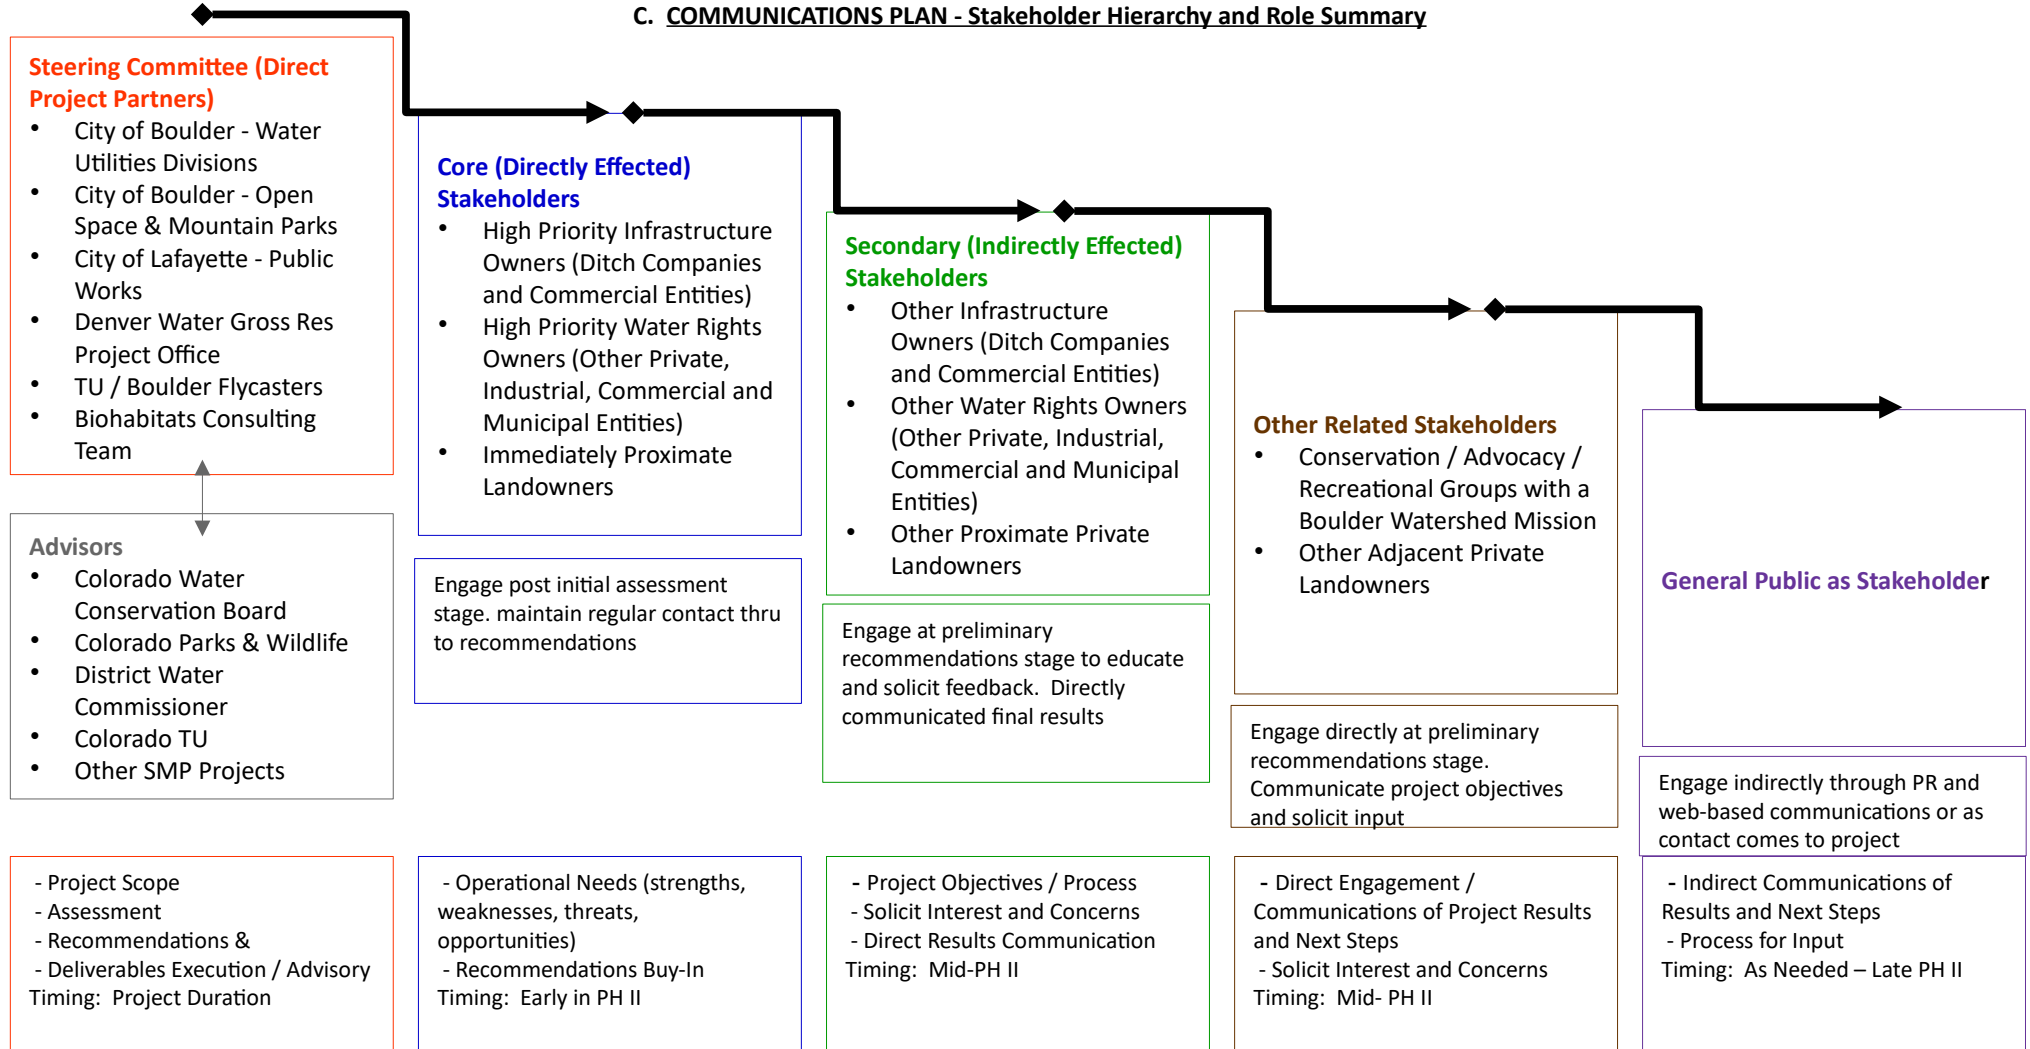 C. COMMUNICATIONS PLAN - Stakeholder Hierarchy and Role Summary
Steering Committee (Direct
Project Partners)
• City of Boulder - Water
Utilities Divisions
• City of Boulder - Open
Space & Mountain Parks
• City of Lafayette - Public
Works
• Denver Water Gross Res
Project Office
• TU / Boulder Flycasters
• Biohabitats Consulting
Team
Advisors
• Colorado Water
Conservation Board
• Colorado Parks & Wildlife
• District Water
Commissioner
• Colorado TU
• Other SMP Projects
- Project Scope
- Assessment
- Recommendations &
- Deliverables Execution / Advisory
Timing: Project Duration
Core (Directly Effected)
Stakeholders
• High Priority Infrastructure
Owners (Ditch Companies
and Commercial Entities)
• High Priority Water Rights
Owners (Other Private,
Industrial, Commercial and
Municipal Entities)
• Immediately Proximate
Landowners
Engage post initial assessment
stage. maintain regular contact thru
to recommendations
- Operational Needs (strengths,
weaknesses, threats,
opportunities)
- Recommendations Buy-In
Timing: Early in PH II
Secondary (Indirectly Effected)
Stakeholders
• Other Infrastructure
Owners (Ditch Companies
and Commercial Entities)
• Other Water Rights Owners
(Other Private, Industrial,
Commercial and Municipal
Entities)
• Other Proximate Private
Landowners
Engage at preliminary
recommendations stage to educate
and solicit feedback. Directly
communicated final results
- Project Objectives / Process
- Solicit Interest and Concerns
- Direct Results Communication
Timing: Mid-PH II
Other Related Stakeholders
• Conservation / Advocacy /
Recreational Groups with a
Boulder Watershed Mission
• Other Adjacent Private
Landowners
Engage directly at preliminary
recommendations stage.
Communicate project objectives
and solicit input
- Direct Engagement /
Communications of Project Results
and Next Steps
- Solicit Interest and Concerns
Timing: Mid- PH II
General Public as Stakeholder
Engage indirectly through PR and
web-based communications or as
contact comes to project
- Indirect Communications of
Results and Next Steps
- Process for Input
Timing: As Needed – Late PH II